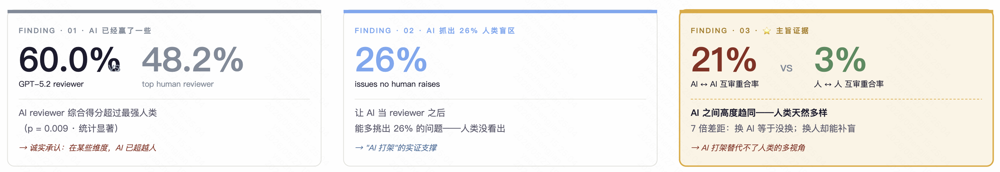 FINDING · 01 · AI 已经赢了一些
60.0% vs 48.2%
GPT-5.2 reviewer
top human reviewer
AI reviewer 综合得分超过最强人类
（p = 0.009 · 统计显著）
→ 诚实承认：在某些维度，AI 已超越人
FINDING · 02 · AI 抓出 26% 人类盲区
26%
issues no human raises
让 AI 当 reviewer 之后
能多挑出 26% 的问题——人类没看出
→ "AI 打架"的实证支撑
FINDING · 03 · ⭐ 主旨证据
21% vs 3%
AI ↔ AI 互审重合率
人 ↔ 人 互审重合率
AI 之间高度趋同——人类天然多样
7 倍差距：换 AI 等于没换；换人却能补盲
→ AI 打架替代不了人类的多视角